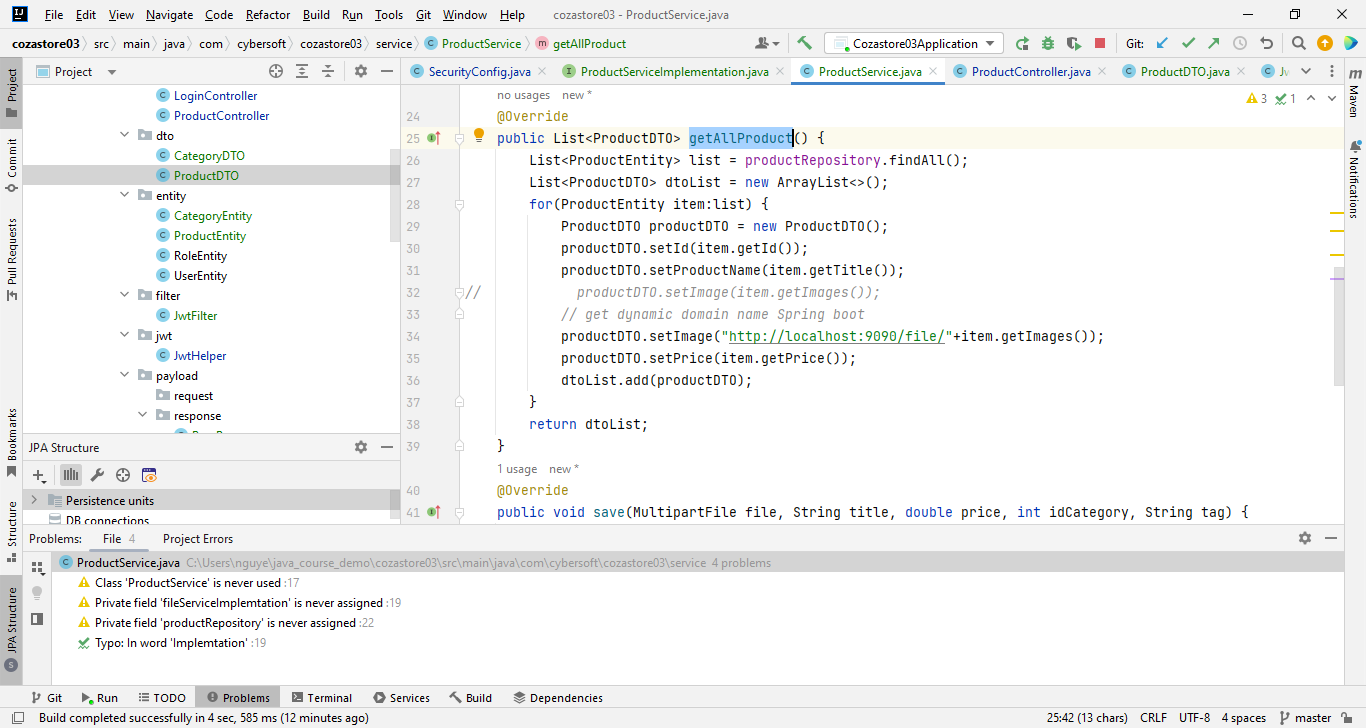 File Edit View Navigate Code Refactor Build Run Tools Git Window Help cozastore03 - ProductService.java
cozastore03 src main java com cybersoft cozastore03 service ProductService getAllProduct
Cozastore03Application
Git:
Project
SecurityConfig.java
ProductServiceImplementation.java
ProductService.java
ProductController.java
ProductDTO.java
LoginController
ProductController
dto
CategoryDTO
ProductDTO
entity
CategoryEntity
ProductEntity
RoleEntity
UserEntity
filter
JwtFilter
jwt
JwtHelper
payload
request
response
JPA Structure
Persistence units
DB connections
Project
Commit
Pull Requests
Bookmarks
Structure
JPA Structure
no usages new *
3 1
24 @Override
25 public List<ProductDTO> getAllProduct() {
26 List<ProductEntity> list = productRepository.findAll();
27 List<ProductDTO> dtoList = new ArrayList<>();
28 for(ProductEntity item:list) {
29 ProductDTO productDTO = new ProductDTO();
30 productDTO.setId(item.getId());
31 productDTO.setProductName(item.getTitle());
32 // productDTO.setImage(item.getImages());
33 // get dynamic domain name Spring boot
34 productDTO.setImage("http://localhost:9090/file/"+item.getImages());
35 productDTO.setPrice(item.getPrice());
36 dtoList.add(productDTO);
37 }
38 return dtoList;
39 }
1 usage new *
40 @Override
41 public void save(MultipartFile file, String title, double price, int idCategory, String tag) {
Maven
Notifications
Problems: File 4 Project Errors
ProductService.java C:\Users\nguye\java_course_demo\cozastore03\src\main\java\com\cybersoft\cozastore03\service 4 problems
Class 'ProductService' is never used :17
Private field 'fileServiceImplemtation' is never assigned :19
Private field 'productRepository' is never assigned :22
Typo: In word 'Implemtation' :19
Git Run TODO Problems Terminal Services Build Dependencies
Build completed successfully in 4 sec, 585 ms (12 minutes ago)
25:42 (13 chars) CRLF UTF-8 4 spaces master